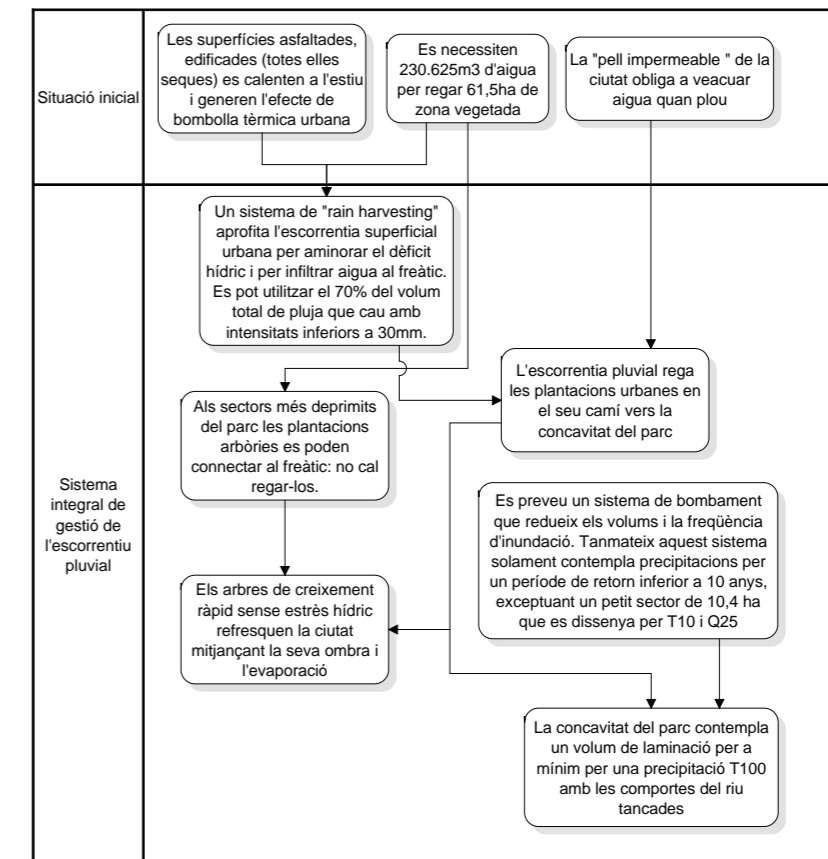 Situació inicial
Les superfícies asfaltades,
edificades (totes elles
seques) es calenten a l'estiu
i generen l'efecte de
bombolla tèrmica urbana
Es necessiten
230.625m3 d'aigua
per regar 61,5ha de
zona vegetada
La "pell impermeable " de la
ciutat obliga a veacuar
aigua quan plou
Sistema
integral de
gestió de
l'escorrentiu
pluvial
Un sistema de "rain harvesting"
aprofita l'escorrentia superficial
urbana per aminorar el dèficit
hídric i per infiltrar aigua al freàtic.
Es pot utilitzar el 70% del volum
total de pluja que cau amb
intensitats inferiors a 30mm.
L'escorrentia pluvial rega
les plantacions urbanes en
el seu camí vers la
concavitat del parc
Als sectors més deprimits
del parc les plantacions
arbòries es poden
connectar al freàtic: no cal
regar-los.
Es preveu un sistema de bombament
que redueix els volums i la freqüència
d'inundació. Tanmateix aquest sistema
solament contempla precipitacions per
un període de retorn inferior a 10 anys,
exceptuant un petit sector de 10,4 ha
que es dissenya per T10 i Q25
Els arbres de creixement
ràpid sense estrès hídric
refresquen la ciutat
mitjançant la seva ombra i
l'evaporació
La concavitat del parc contempla
un volum de laminació per a
mínim per una precipitació T100
amb les comportes del riu
tancades